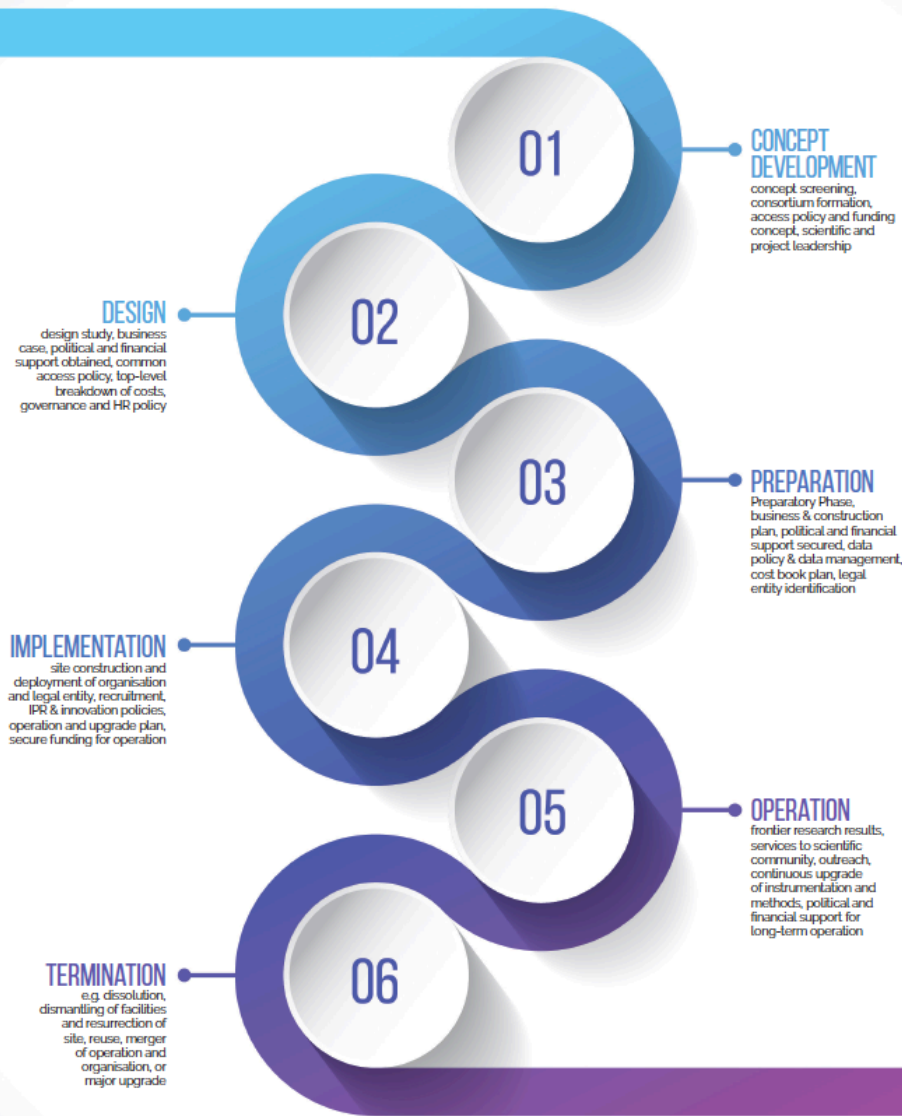 01
CONCEPT
DEVELOPMENT
concept screening,
consortium formation,
access policy and funding
concept, scientific and
project leadership
02
DESIGN
design study, business
case, political and financial
support obtained, common
access policy, top-level
breakdown of costs,
governance and HR policy
03
PREPARATION
Preparatory Phase,
business & construction
plan, political and financial
support secured, data
policy & data management,
cost book plan, legal
entity identification
04
IMPLEMENTATION
site construction and
deployment of organisation
and legal entity, recruitment,
IPR & innovation policies,
operation and upgrade plan,
secure funding for operation
05
OPERATION
frontier research results,
services to scientific
community, outreach,
continuous upgrade
of instrumentation and
methods, political and
financial support for
long-term operation
06
TERMINATION
e.g. dissolution,
dismantling of facilities
and resurrection of
site, reuse, merger
of operation and
organisation, or
major upgrade